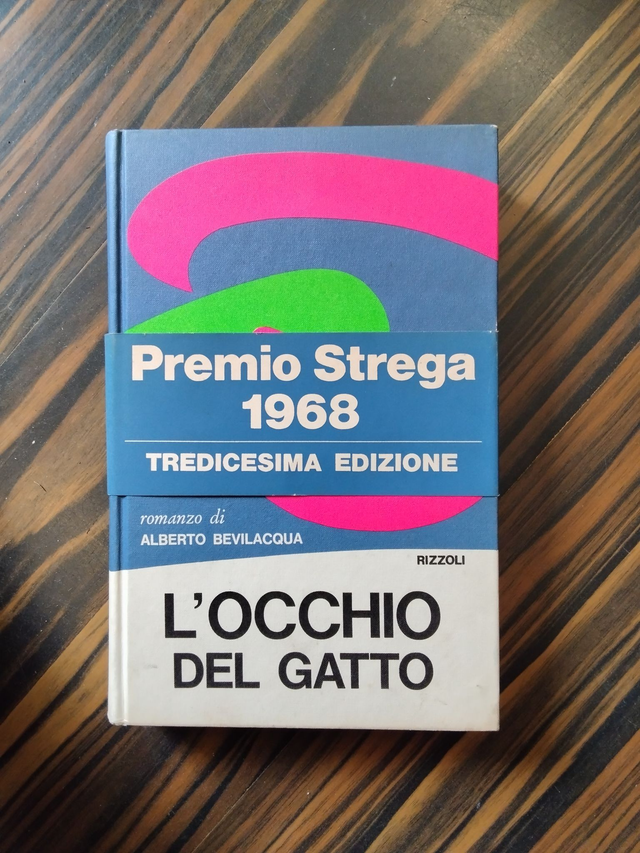 Premio Strega
1968
TREDICESIMA EDIZIONE
romanzo di
ALBERTO BEVILACQUA
RIZZOLI
L'OCCHIO
DEL GATTO